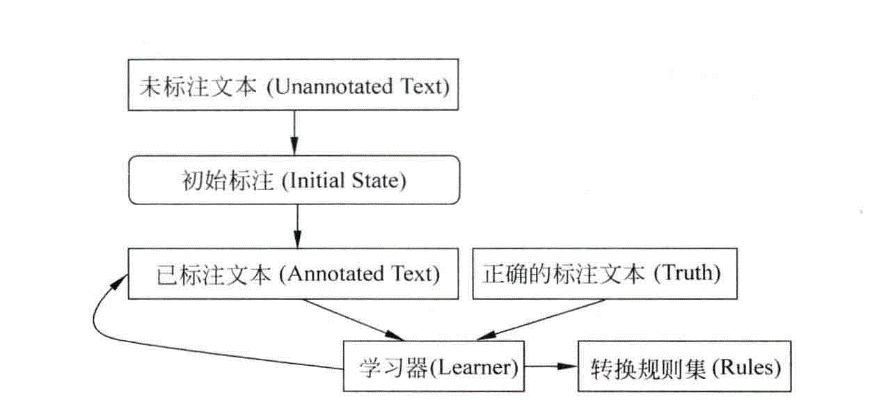 未标注文本 (Unannotated Text)
初始标注 (Initial State)
已标注文本 (Annotated Text)
正确的标注文本 (Truth)
学习器(Learner)
转换规则集 (Rules)